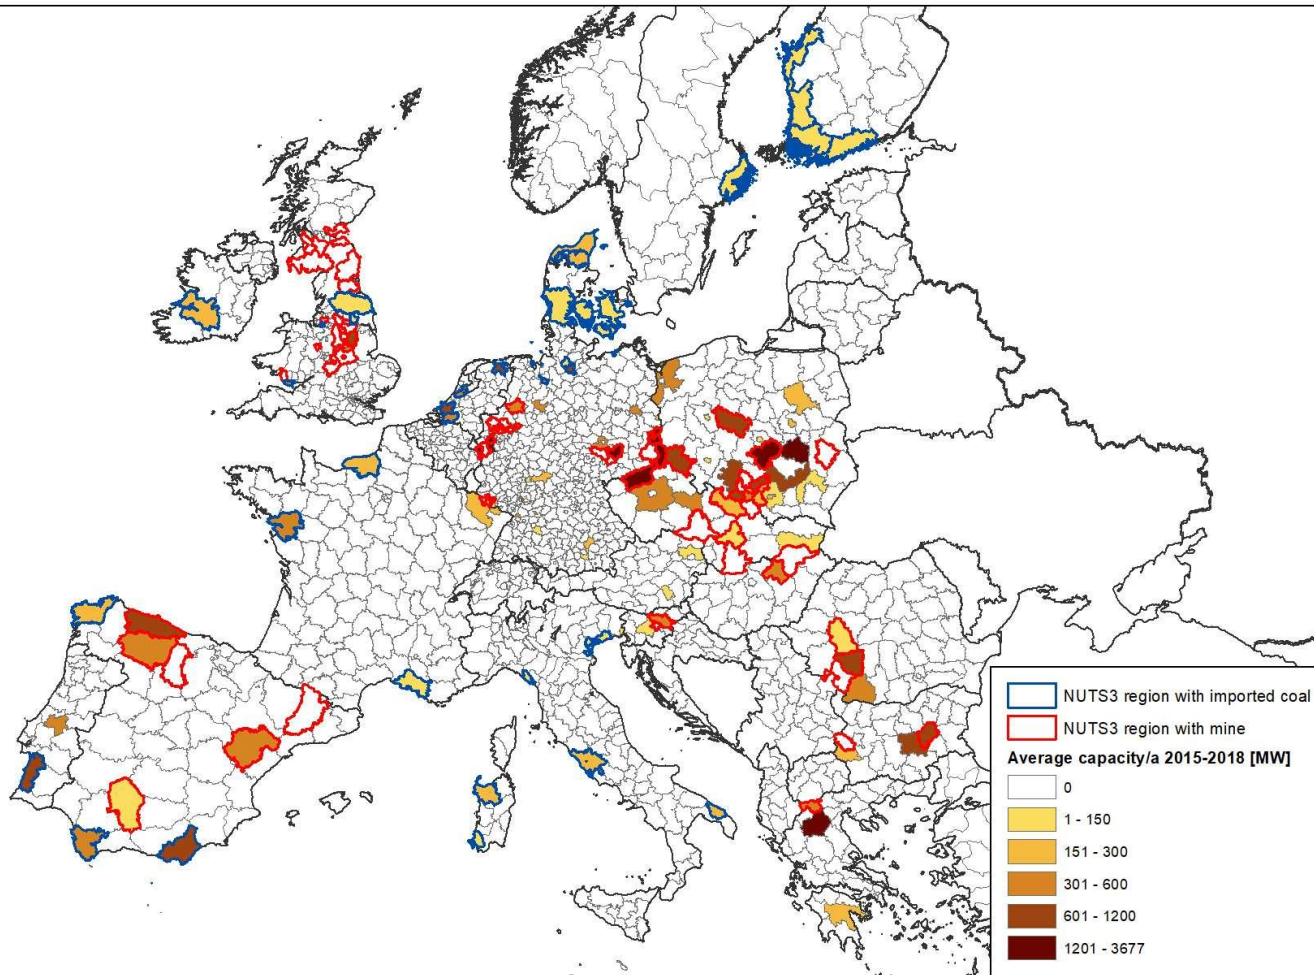 NUTS3 region with imported coal
NUTS3 region with mine
Average capacity/a 2015-2018 [MW]
0
1 - 150
151 - 300
301 - 600
601 - 1200
1201 - 3677